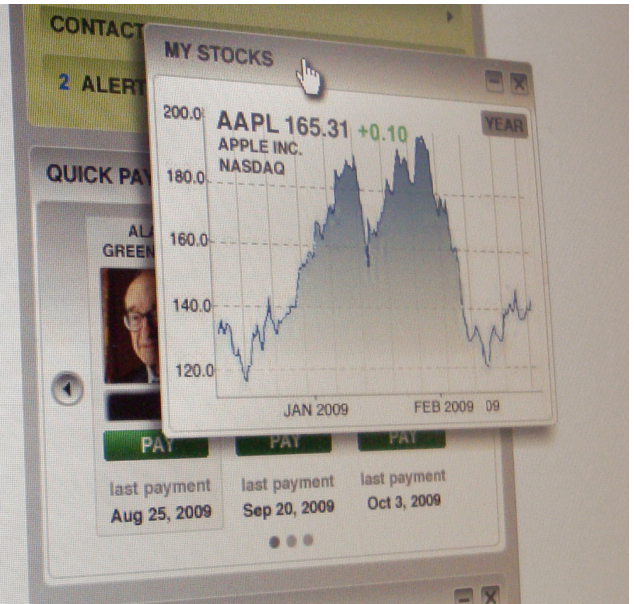 CONTACT
2 ALERT
MY STOCKS
200.0
AAPL 165.31 +0.10
YEAR
APPLE INC.
NASDAQ
180.0
160.0
140.0
120.0
JAN 2009
FEB 2009 09
QUICK PAY
GREEN
PAY
PAY
PAY
last payment
last payment
last payment
Aug 25, 2009
Sep 20, 2009
Oct 3, 2009